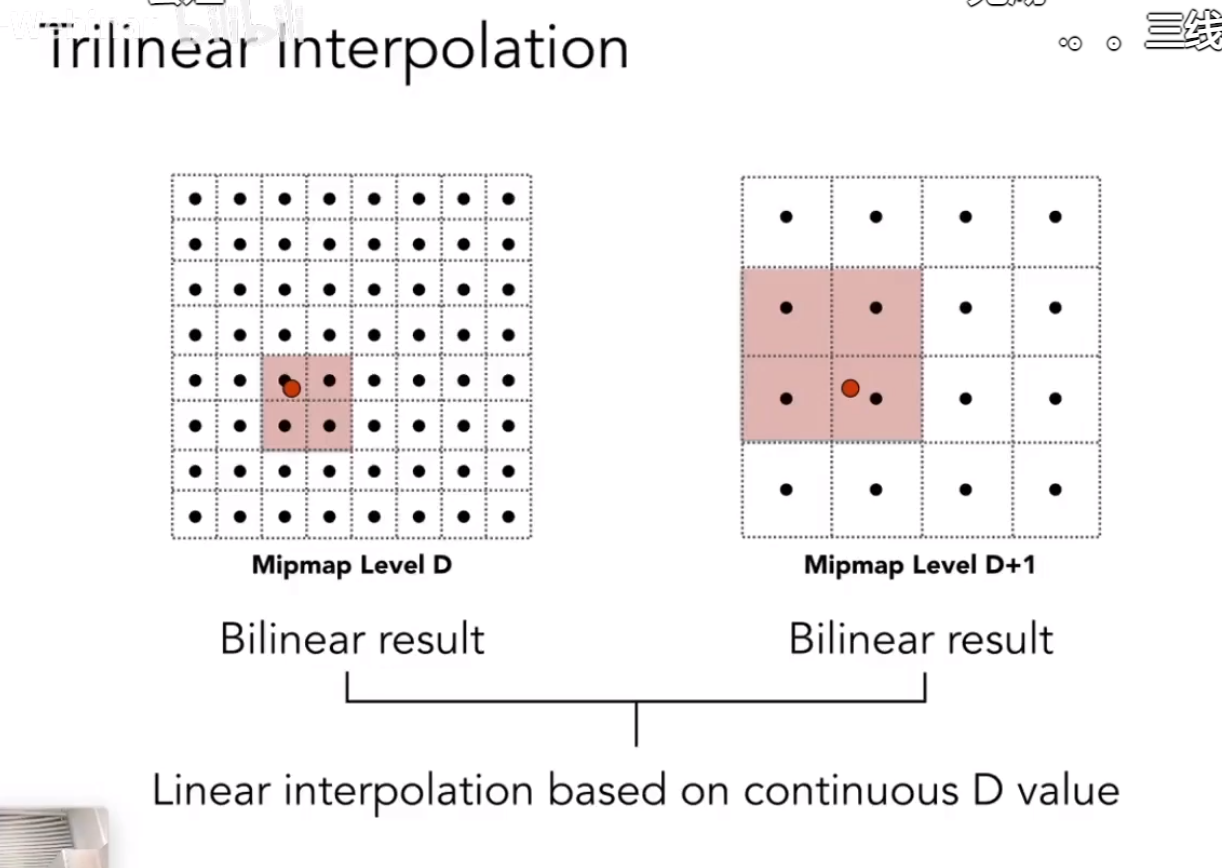 Trilinear Interpolation
三线
Mipmap Level D
Mipmap Level D+1
Bilinear result
Bilinear result
Linear interpolation based on continuous D value